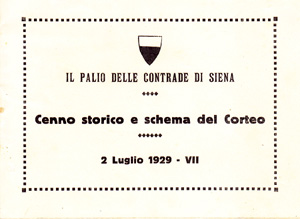 IL PALIO DELLE CONTRADE DI SIENA
Cenno storico e schema del Corteo
2 Luglio 1929 - VII